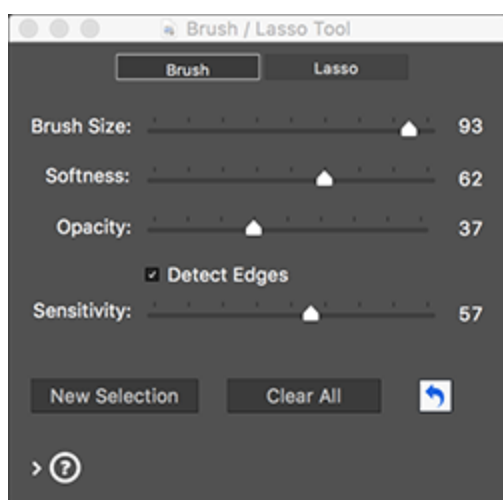 Brush / Lasso Tool
Brush Lasso
Brush Size: 93
Softness: 62
Opacity: 37
Detect Edges
Sensitivity: 57
New Selection Clear All
> ?